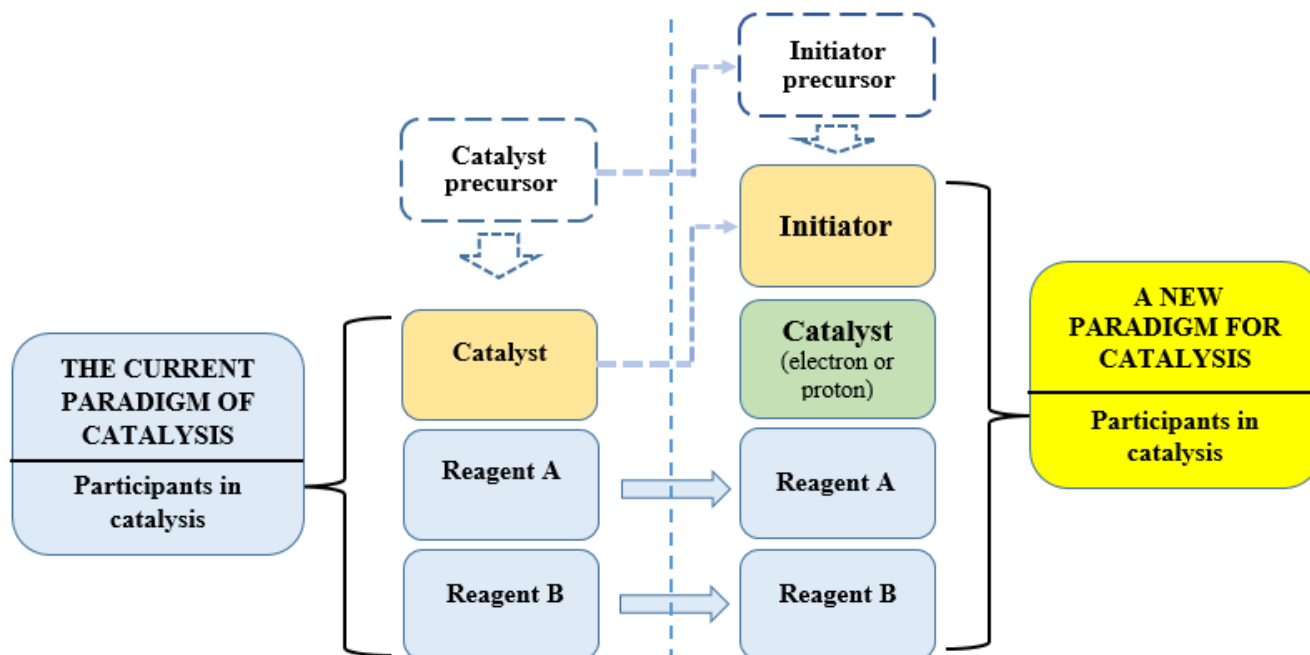 THE CURRENT
PARADIGM OF
CATALYSIS
Participants in
catalysis
Catalyst
precursor
Catalyst
Reagent A
Reagent B
Initiator
precursor
Initiator
Catalyst
(electron or
proton)
Reagent A
Reagent B
A NEW
PARADIGM FOR
CATALYSIS
Participants in
catalysis